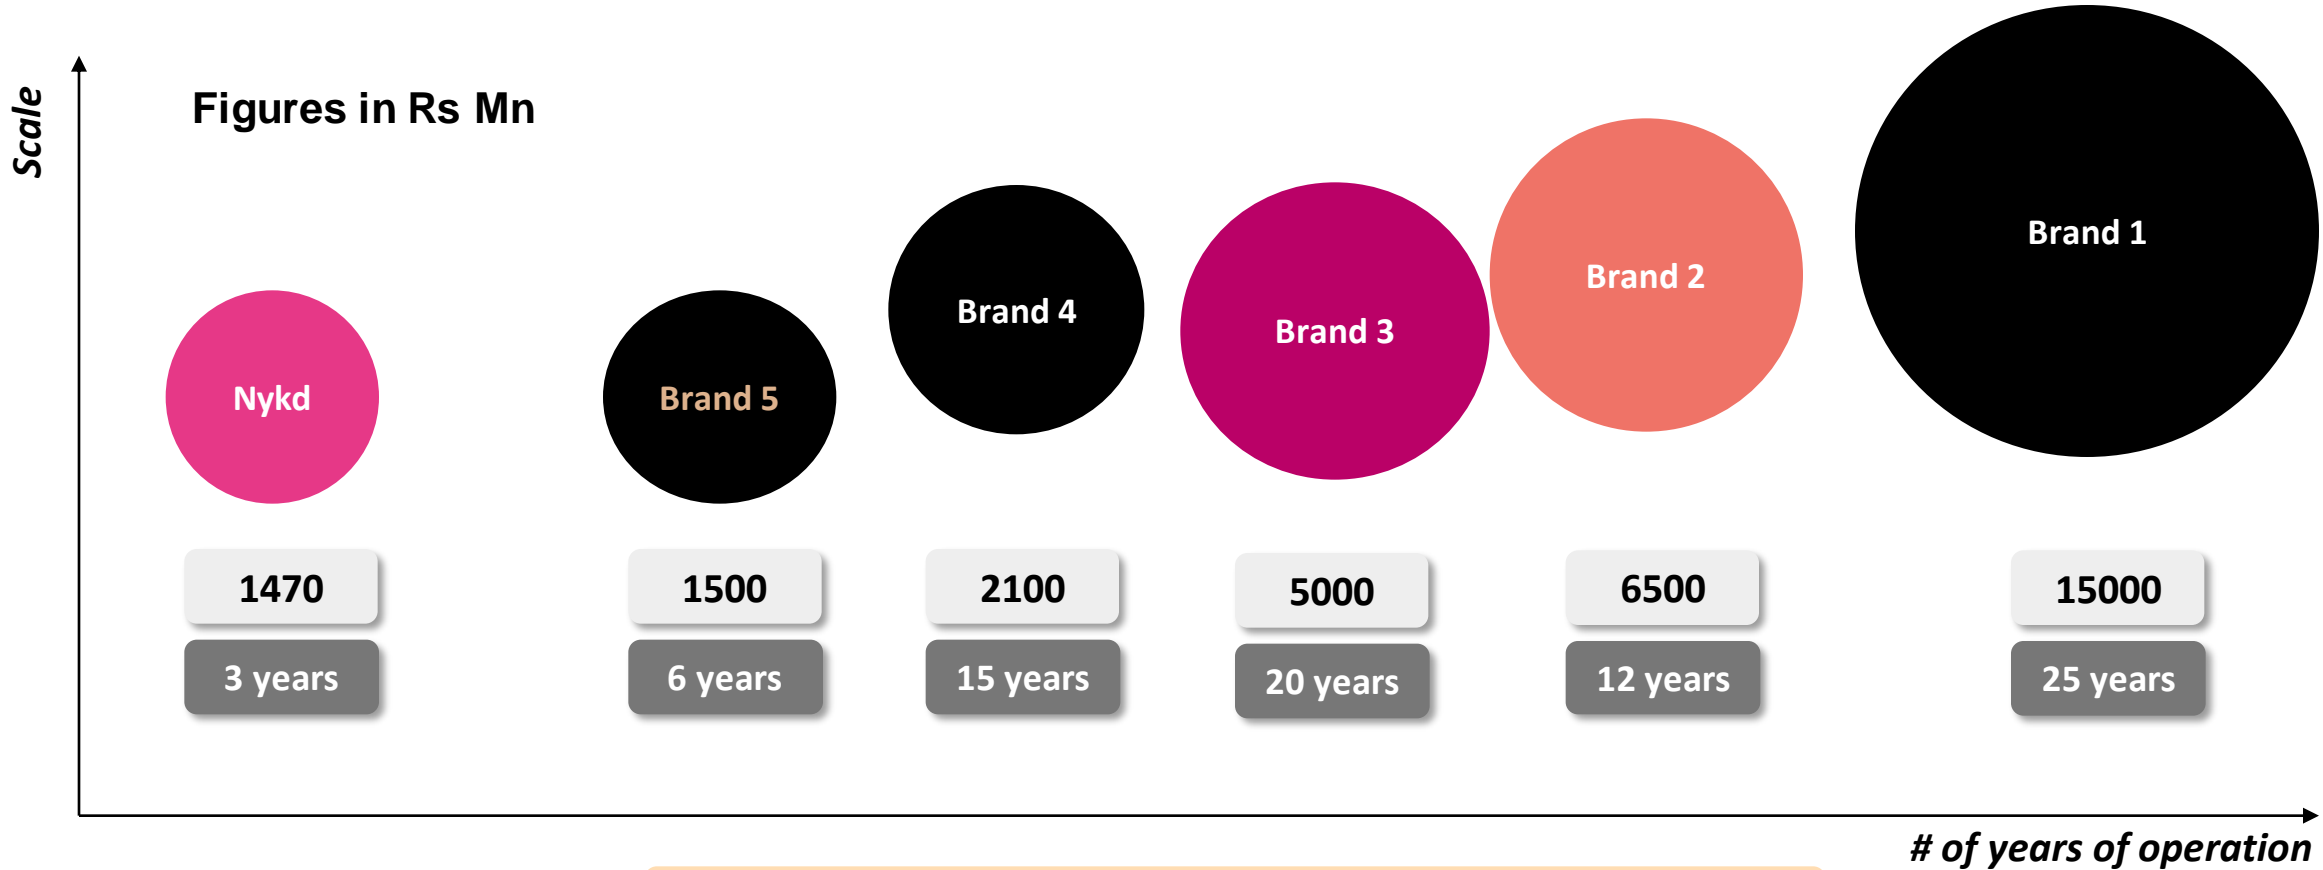 Scale
Figures in Rs Mn
Nykd
Brand 5
Brand 4
Brand 3
Brand 2
Brand 1
1470
1500
2100
5000
6500
15000
3 years
6 years
15 years
20 years
12 years
25 years
# of years of operation